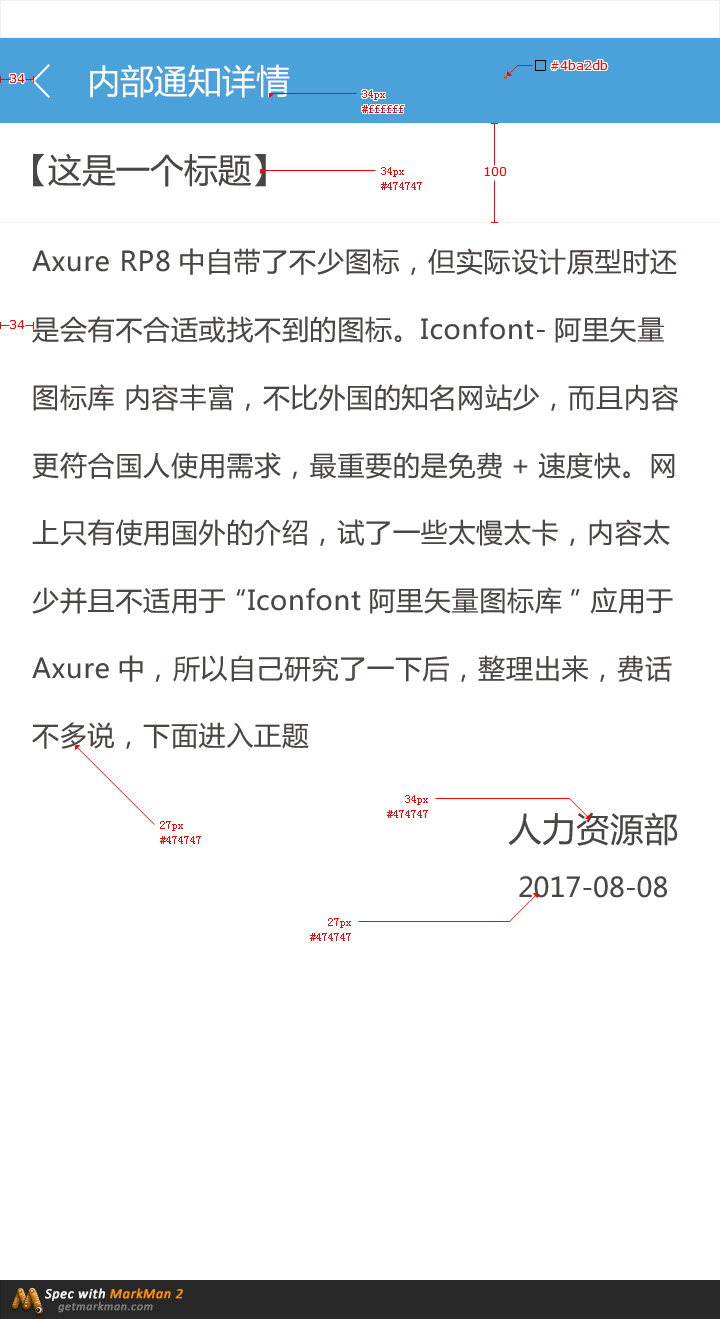 34
内部通知详情
#4ba2db
34px
#ffffff
【这是一个标题】
34px
#474747
100
Axure RP8 中自带了不少图标，但实际设计原型时还
34
是会有不合适或找不到的图标。Iconfont- 阿里矢量
图标库 内容丰富，不比外国的知名网站少，而且内容
更符合国人使用需求，最重要的是免费 + 速度快。网
上只有使用国外的介绍，试了一些太慢太卡，内容太
少并且不适用于 “Iconfont 阿里矢量图标库 ” 应用于
Axure 中，所以自己研究了一下后，整理出来，费话
不多说，下面进入正题
27px
#474747
34px
#474747
人力资源部
2017-08-08
27px
#474747
Spec with MarkMan 2
getmarkman.com